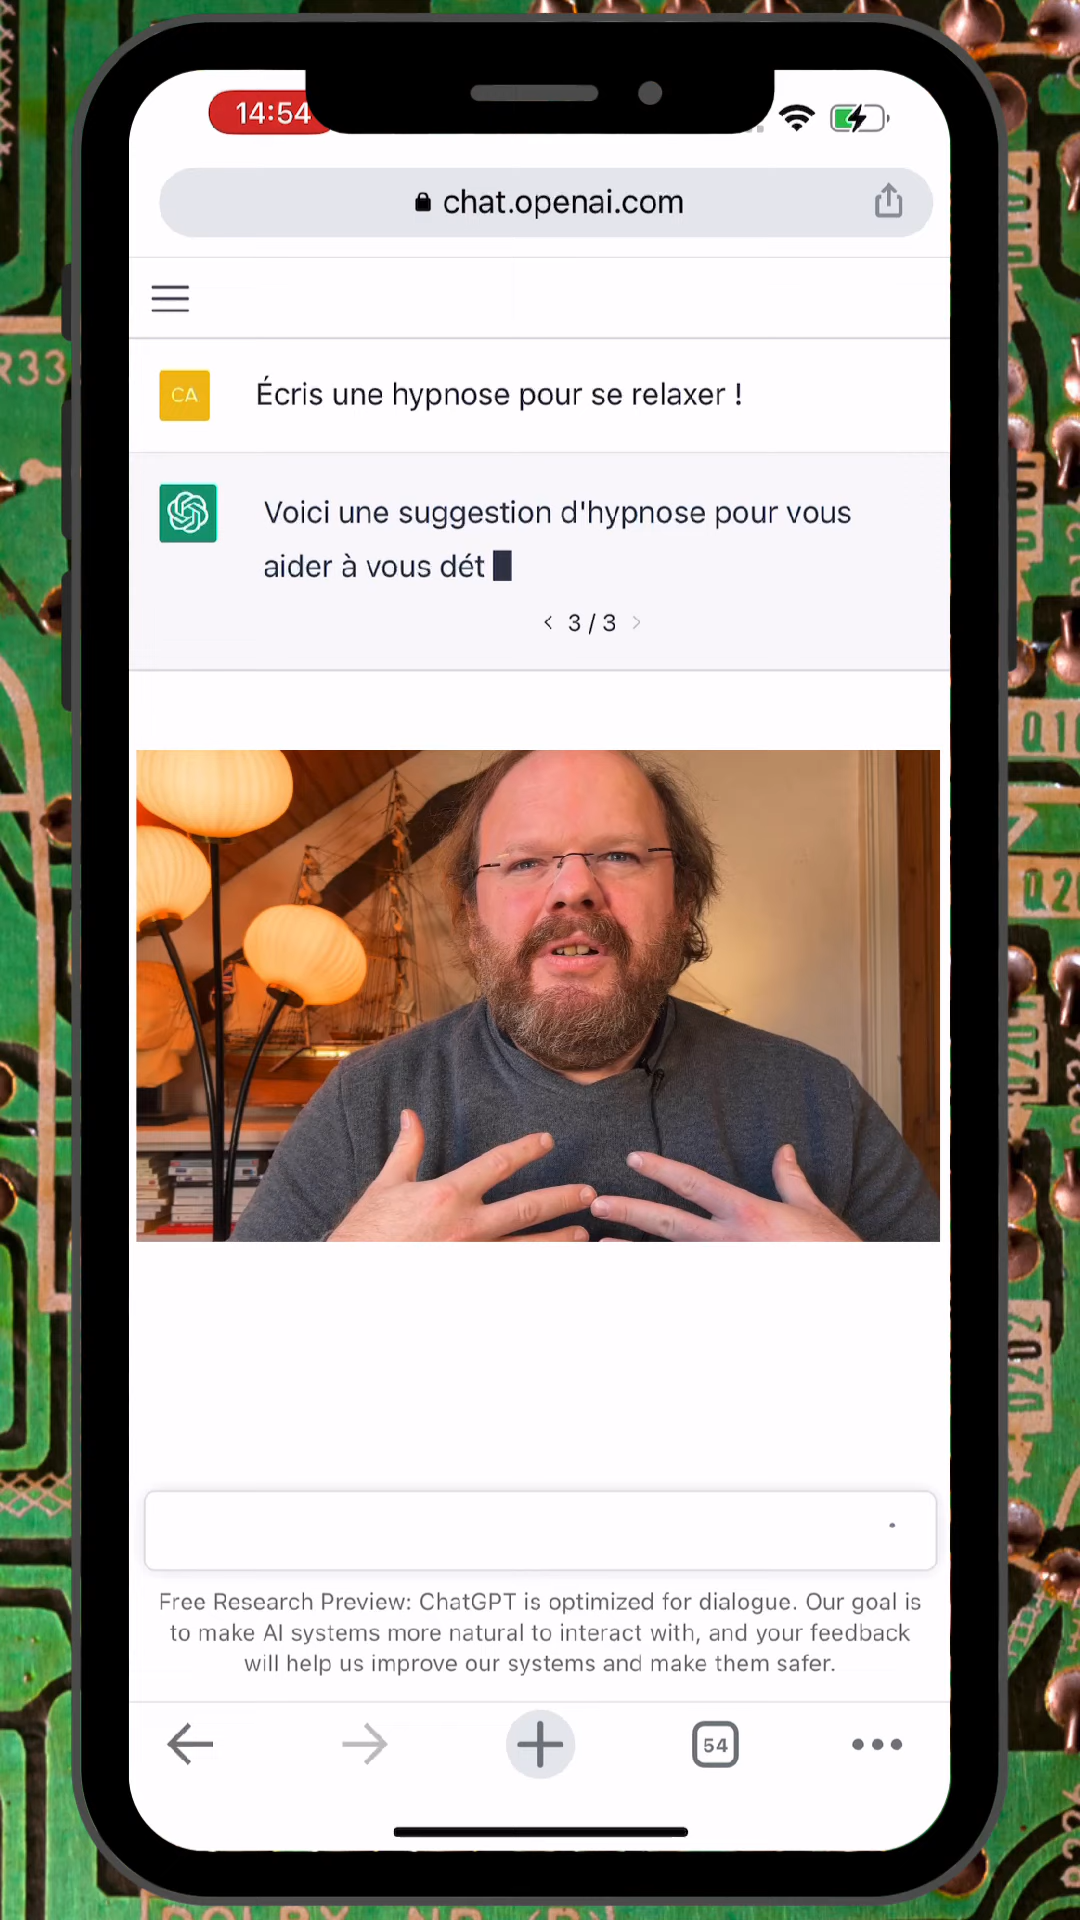 14:54
chat.openai.com
CA
Écris une hypnose pour se relaxer !
Voici une suggestion d'hypnose pour vous
aider à vous dét
< 3 / 3 >
Free Research Preview: ChatGPT is optimized for dialogue. Our goal is
to make AI systems more natural to interact with, and your feedback
will help us improve our systems and make them safer.
54
R33
Q20